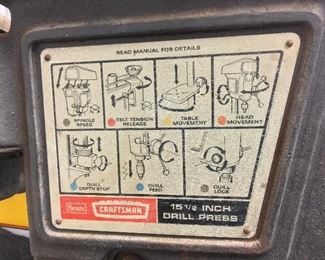 READ MANUAL FOR DETAILS
SPINDLE SPEED
BELT TENSION RELEASE
TABLE MOVEMENT
HEAD MOVEMENT
QUILL DEPTH STOP
QUILL FEED
QUILL LOCK
Sears
CRAFTSMAN
15 1/2 INCH
DRILL PRESS